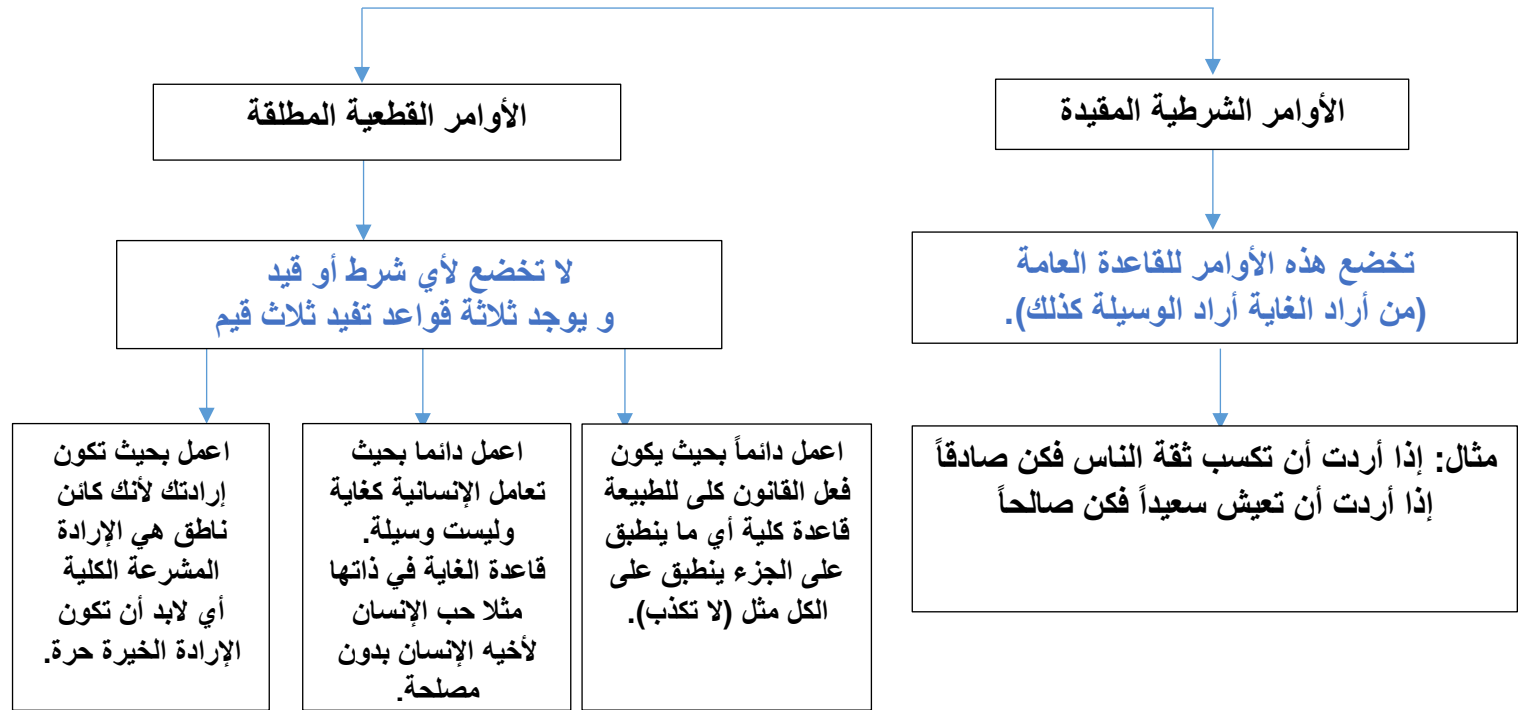 الأوامر الشرطية المقيدة
تخضع هذه الأوامر للقاعدة العامة
(من أراد الغاية أراد الوسيلة كذلك).
مثال: إذا أردت أن تكسب ثقة الناس فكن صادقاً
إذا أردت أن تعيش سعيداً فكن صالحاً
الأوامر القطعية المطلقة
لا تخضع لأي شرط أو قيد
و يوجد ثلاثة قواعد تفيد ثلاث قيم
اعمل دائماً بحيث يكون
فعل القانون كلى للطبيعة
قاعدة كلية أي ما ينطبق
على الجزء ينطبق على
الكل مثل (لا تكذب).
اعمل دائما بحيث
تعامل الإنسانية كغاية
وليست وسيلة.
قاعدة الغاية في ذاتها
مثلا حب الإنسان
لأخيه الإنسان بدون
مصلحة.
اعمل بحيث تكون
إرادتك لأنك كائن
ناطق هي الإرادة
المشرعة الكلية
أي لابد أن تكون
الإرادة الخيرة حرة.